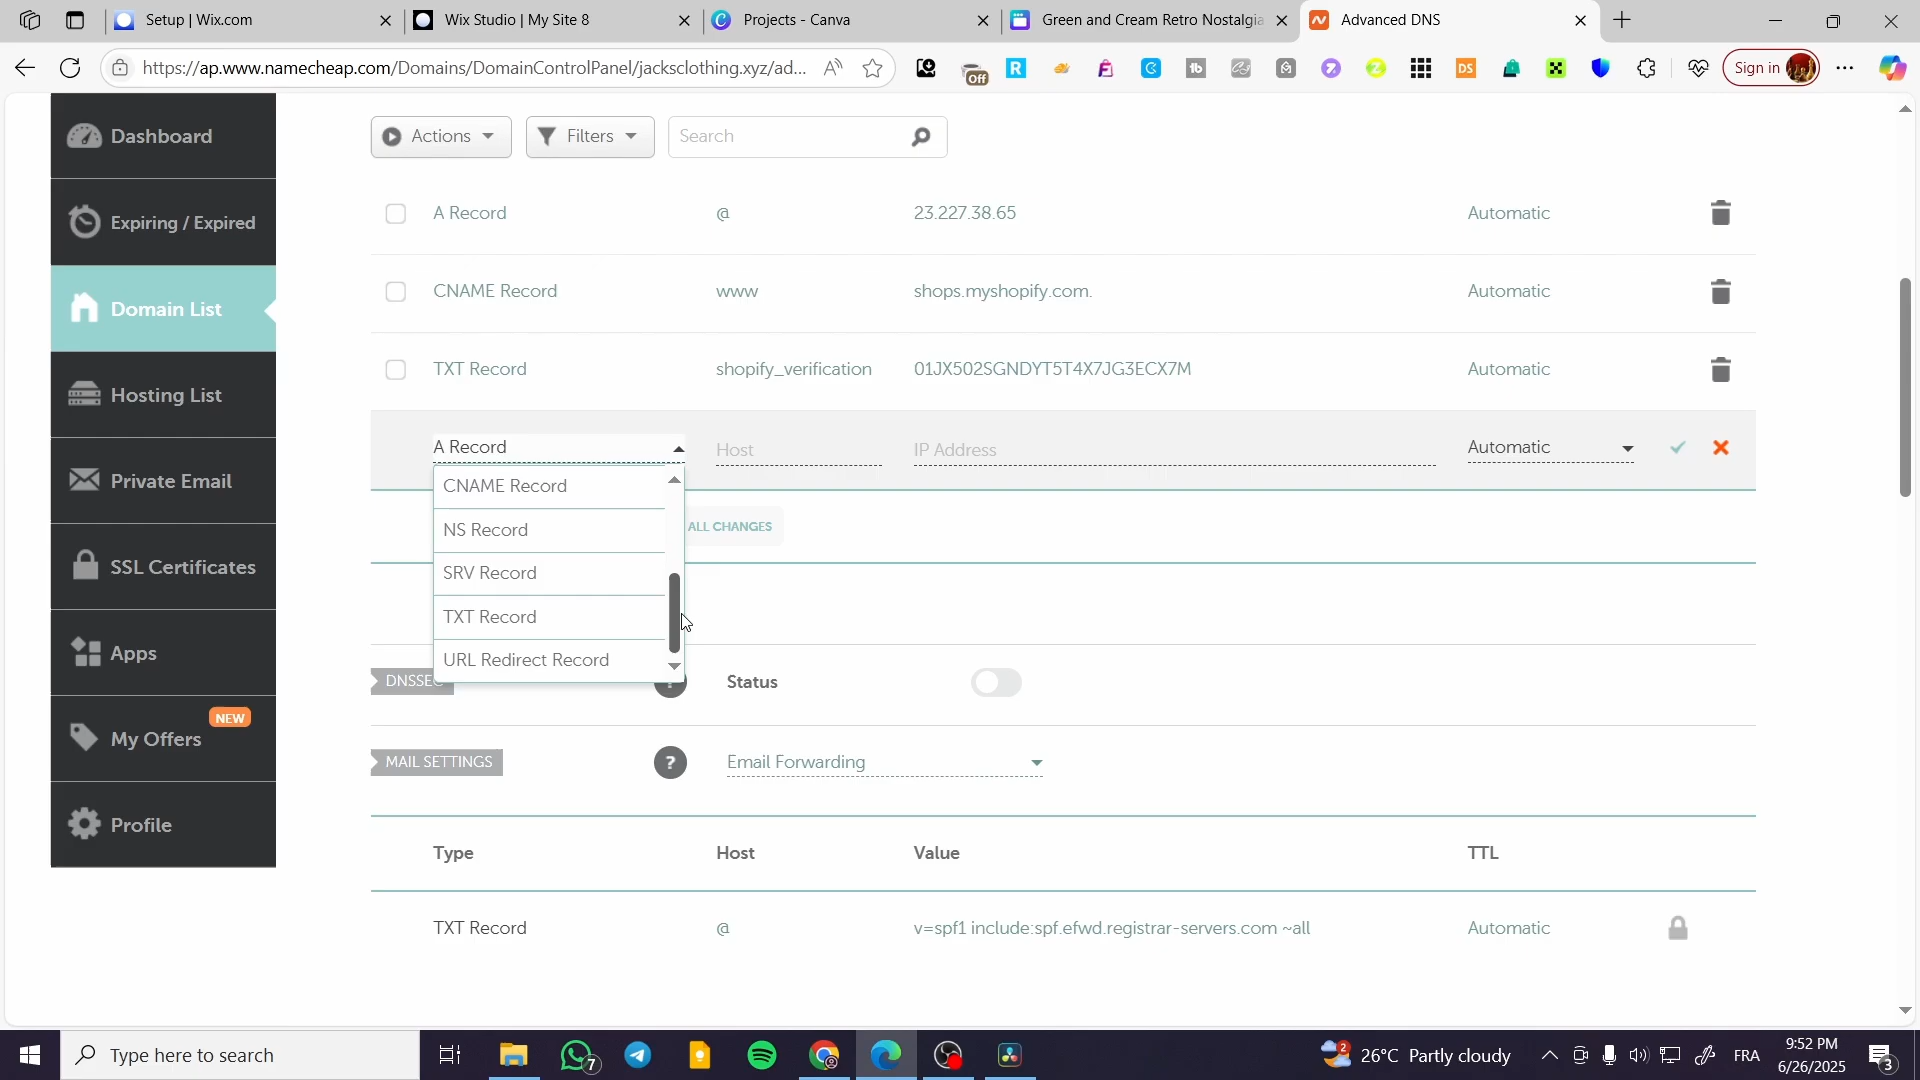 Setup | Wix.com
Wix Studio | My Site 8
Projects - Canva
Green and Cream Retro Nostalgia
Advanced DNS
https://ap.www.namecheap.com/Domains/DomainControlPanel/jacksclothing.xyz/ad...
Off
Sign in
Dashboard
Expiring / Expired
Domain List
Hosting List
Private Email
SSL Certificates
Apps
NEW
My Offers
Profile
Actions
Filters
Search
A Record @ 23.227.38.65 Automatic
CNAME Record www shops.myshopify.com. Automatic
TXT Record shopify_verification 01JX502SGNDYT5T4X7JG3ECX7M Automatic
A Record Host IP Address Automatic
CNAME Record
NS Record
SRV Record
TXT Record
URL Redirect Record
ALL CHANGES
DNSSEC ? Status
MAIL SETTINGS ? Email Forwarding
Type Host Value TTL
TXT Record @ v=spf1 include:spf.efwd.registrar-servers.com ~all Automatic
Type here to search
7
2
26°C Partly cloudy
FRA
9:52 PM
6/26/2025
3